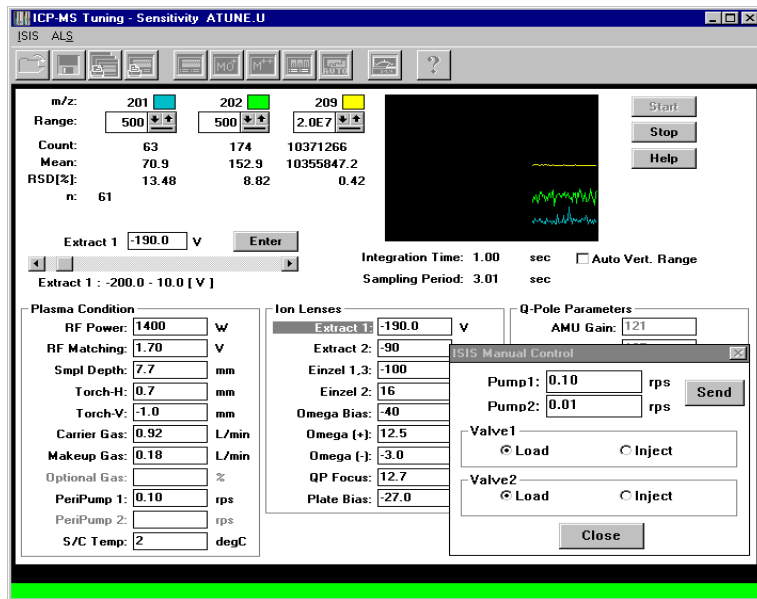 ICP-MS Tuning - Sensitivity ATUNE.U
ISIS ALS
MO+ M++ AUTO ?
m/z: 201 202 209
Range: 500 500 2.0E7
Count: 63 174 10371266
Mean: 70.9 152.9 10355847.2
RSD[%]: 13.48 8.82 0.42
n: 61
Start
Stop
Help
Extract 1 -190.0 V Enter
Extract 1 : -200.0 - 10.0 [ V ]
Integration Time: 1.00 sec
Sampling Period: 3.01 sec
Auto Vert. Range
Plasma Condition
RF Power: 1400 W
RF Matching: 1.70 V
Smpl Depth: 7.7 mm
Torch-H: 0.7 mm
Torch-V: -1.0 mm
Carrier Gas: 0.92 L/min
Makeup Gas: 0.18 L/min
Optional Gas: %
PeriPump 1: 0.10 rps
PeriPump 2: rps
S/C Temp: 2 degC
Ion Lenses
Extract 1: -190.0 V
Extract 2: -90
Einzel 1,3: -100
Einzel 2: 16
Omega Bias: -40
Omega (+): 12.5
Omega (-): -3.0
QP Focus: 12.7
Plate Bias: -27.0
Q-Pole Parameters
AMU Gain: 121
ISIS Manual Control
Pump1: 0.10 rps
Pump2: 0.01 rps
Send
Valve1
Load Inject
Valve2
Load Inject
Close